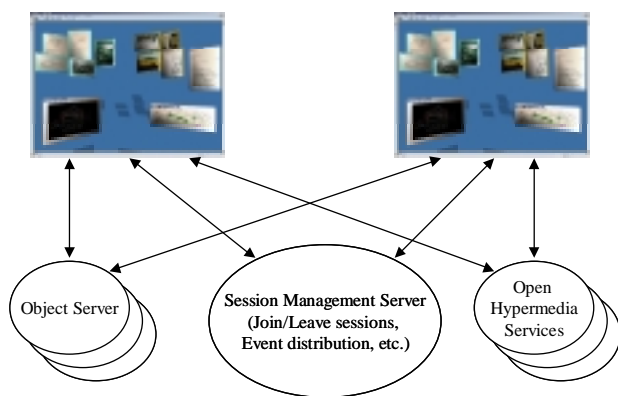 Object Server
Session Management Server
(Join/Leave sessions,
Event distribution, etc.)
Open
Hypermedia
Services